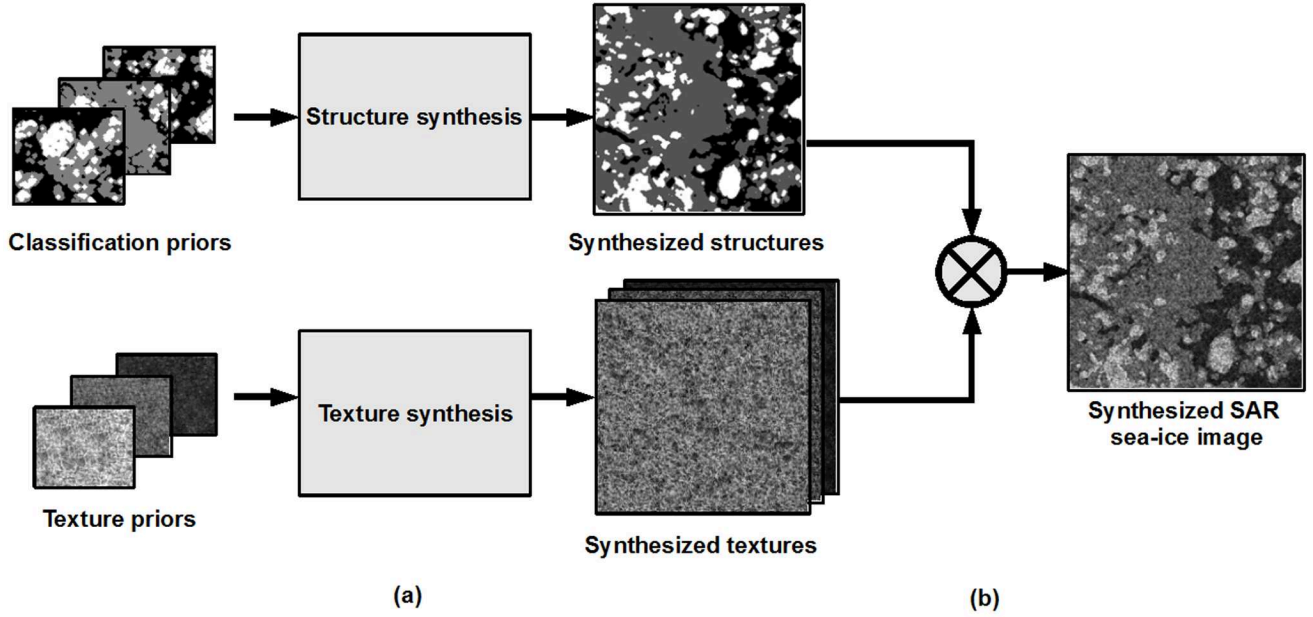 Structure synthesis
Classification priors
Synthesized structures
Texture synthesis
Synthesized SAR
sea-ice image
Texture priors
Synthesized textures
(a)
(b)